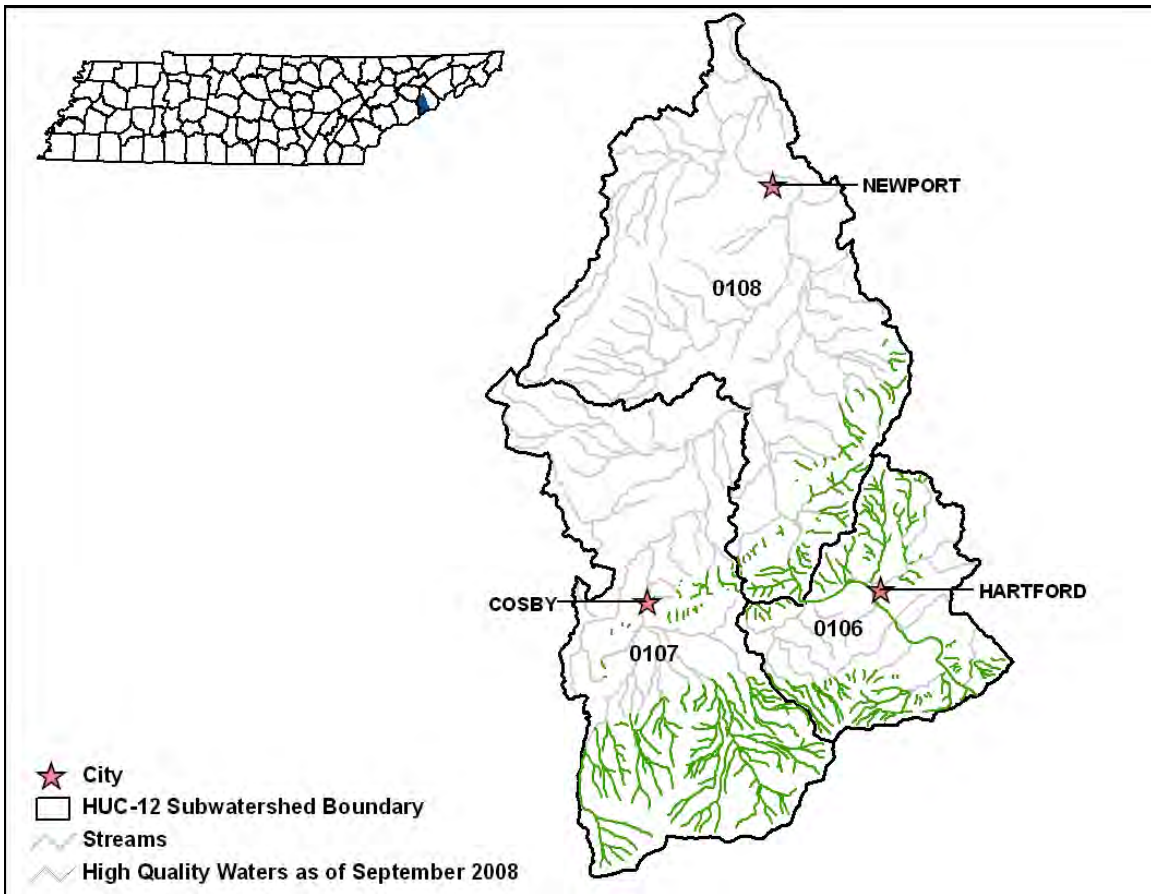 NEWPORT
0108
COSBY
HARTFORD
0106
0107
City
HUC-12 Subwatershed Boundary
Streams
High Quality Waters as of September 2008